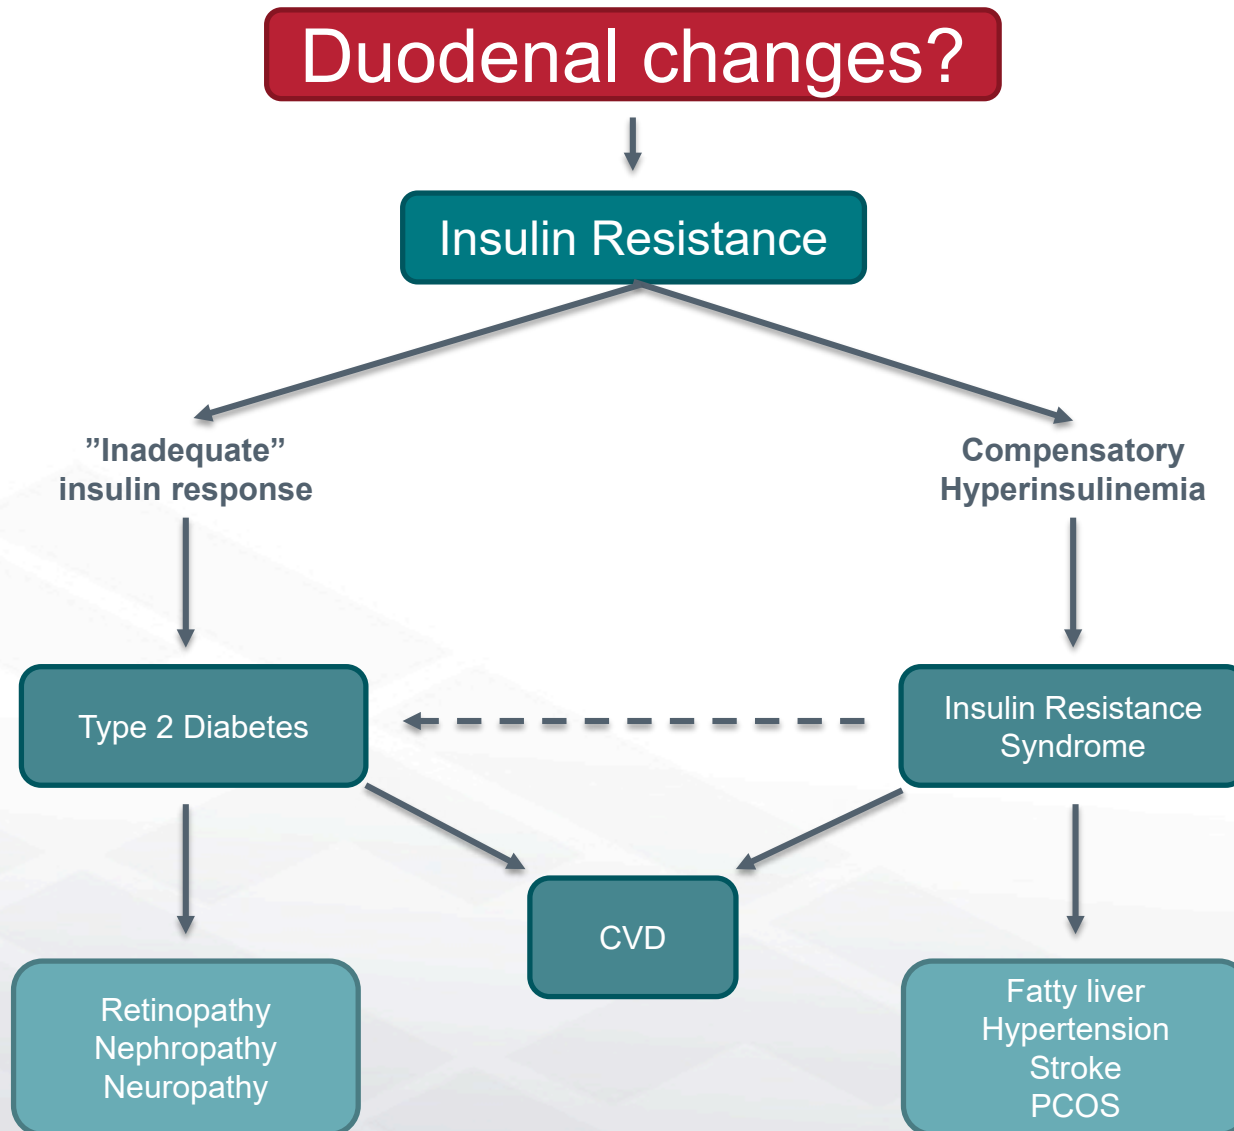 Duodenal changes?
Insulin Resistance
”Inadequate”
insulin response
Compensatory
Hyperinsulinemia
Type 2 Diabetes
Insulin Resistance
Syndrome
CVD
Retinopathy
Nephropathy
Neuropathy
Fatty liver
Hypertension
Stroke
PCOS